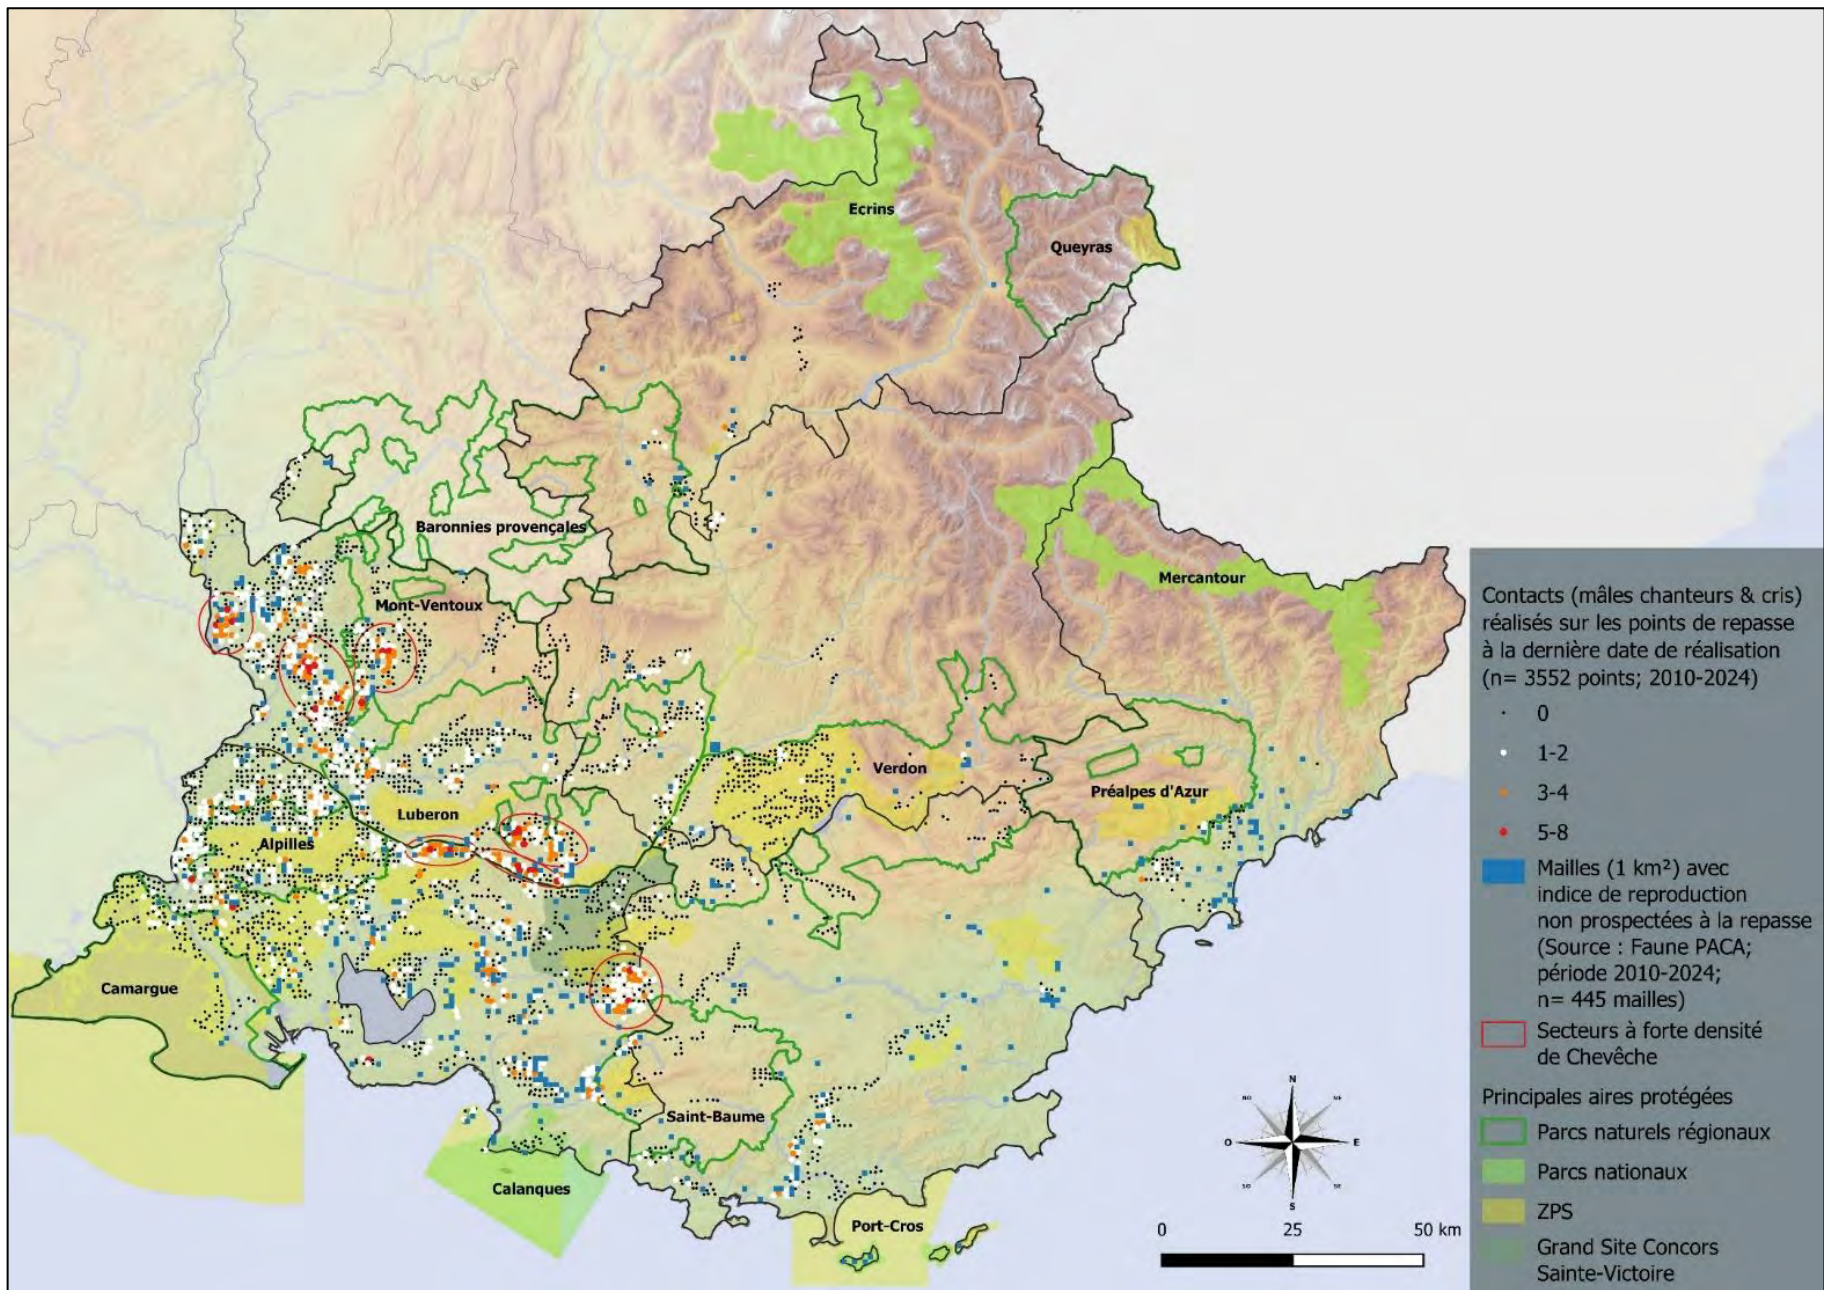 Ecrins
Queyras
Baronnies provençales
Mont-Ventoux
Mercantour
Verdon
Préalpes d'Azur
Luberon
Alpilles
Camargue
Saint-Baume
Calanques
Port-Cros
Contacts (mâles chanteurs & cris)
réalisés sur les points de repasse
à la dernière date de réalisation
(n= 3552 points; 2010-2024)
0
1-2
3-4
5-8
Mailles (1 km²) avec
indice de reproduction
non prospectées à la repasse
(Source : Faune PACA;
période 2010-2024;
n= 445 mailles)
Secteurs à forte densité
de Chevêche
Principales aires protégées
Parcs naturels régionaux
Parcs nationaux
ZPS
Grand Site Concors
Sainte-Victoire
N
NO NE
O E
SO SE
S
0 25 50 km